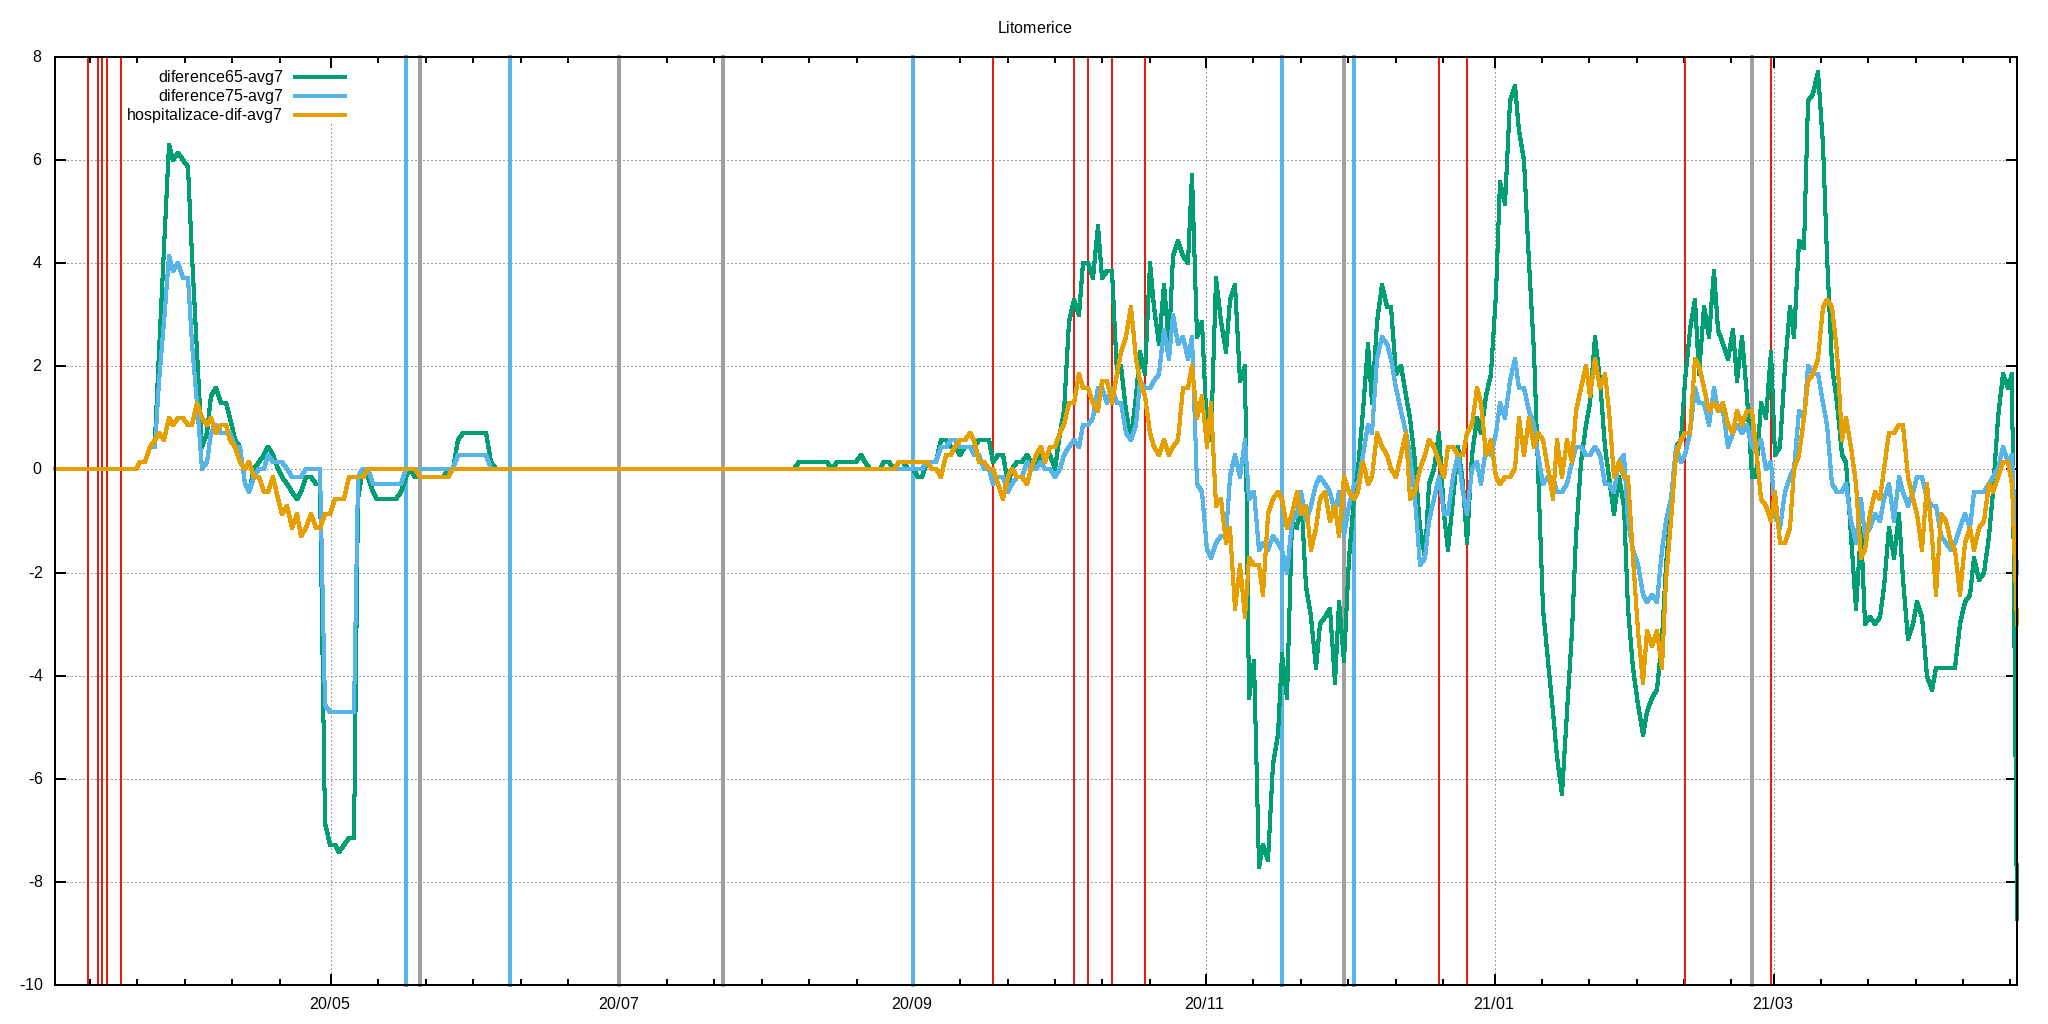 Litomerice
diference65-avg7
diference75-avg7
hospitalizace-dif-avg7
8
6
4
2
0
-2
-4
-6
-8
-10
20/05 20/07 20/09 20/11 21/01 21/03